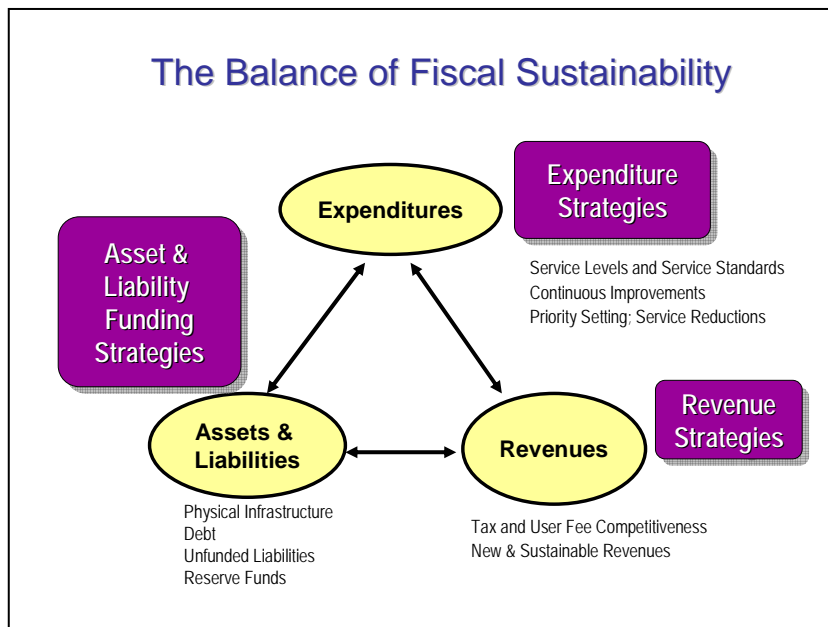 The Balance of Fiscal Sustainability
Expenditures
Expenditure
Strategies
Service Levels and Service Standards
Continuous Improvements
Priority Setting; Service Reductions
Asset &
Liability
Funding
Strategies
Assets &
Liabilities
Physical Infrastructure
Debt
Unfunded Liabilities
Reserve Funds
Revenues
Revenue
Strategies
Tax and User Fee Competitiveness
New & Sustainable Revenues